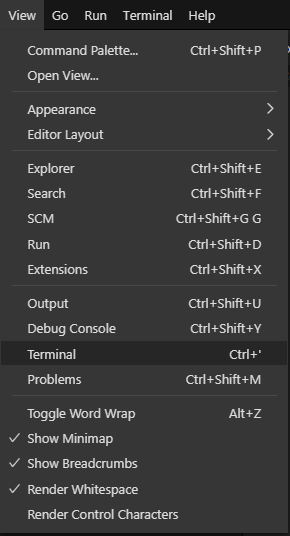 View Go Run Terminal Help
Command Palette... Ctrl+Shift+P
Open View...
Appearance
Editor Layout
Explorer Ctrl+Shift+E
Search Ctrl+Shift+F
SCM Ctrl+Shift+G G
Run Ctrl+Shift+D
Extensions Ctrl+Shift+X
Output Ctrl+Shift+U
Debug Console Ctrl+Shift+Y
Terminal Ctrl+'
Problems Ctrl+Shift+M
Toggle Word Wrap Alt+Z
Show Minimap
Show Breadcrumbs
Render Whitespace
Render Control Characters